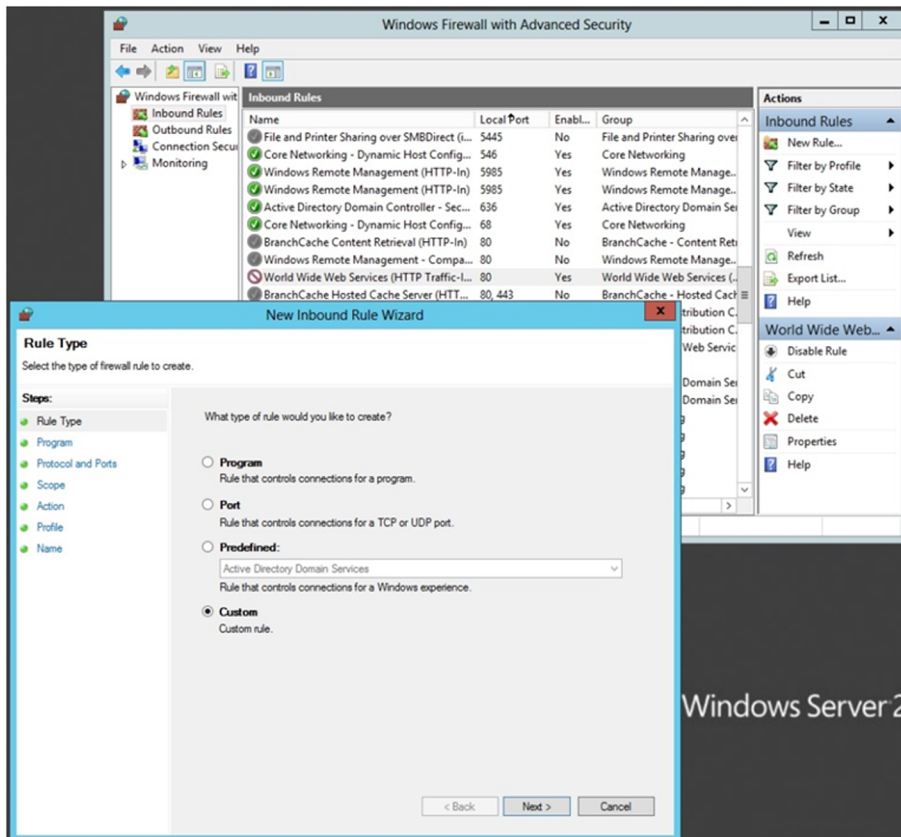 Windows Firewall with Advanced Security
File Action View Help
Windows Firewall wit
Inbound Rules
Outbound Rules
Connection Secu
Monitoring
Inbound Rules
Name Local Port Enabl... Group
File and Printer Sharing over SMBDirect (i... 5445 No File and Printer Sharing over
Core Networking - Dynamic Host Config... 546 Yes Core Networking
Windows Remote Management (HTTP-In) 5985 Yes Windows Remote Manage...
Windows Remote Management (HTTP-In) 5985 Yes Windows Remote Manage...
Active Directory Domain Controller - Sec... 636 Yes Active Directory Domain Ser
Core Networking - Dynamic Host Config... 68 Yes Core Networking
BranchCache Content Retrieval (HTTP-In) 80 No BranchCache - Content Retr
Windows Remote Management - Compa... 80 No Windows Remote Manage...
World Wide Web Services (HTTP Traffic-I... 80 Yes World Wide Web Services (...
BranchCache Hosted Cache Server (HTT... 80, 443 No BranchCache - Hosted Cach
tribution C.
tribution C.
Web Servic
Domain Ser
Domain Ser
Actions
Inbound Rules
New Rule...
Filter by Profile
Filter by State
Filter by Group
View
Refresh
Export List...
Help
World Wide Web...
Disable Rule
Cut
Copy
Delete
Properties
Help
New Inbound Rule Wizard
Rule Type
Select the type of firewall rule to create.
Steps:
Rule Type
Program
Protocol and Ports
Scope
Action
Profile
Name
What type of rule would you like to create?
Program
Rule that controls connections for a program.
Port
Rule that controls connections for a TCP or UDP port.
Predefined:
Active Directory Domain Services
Rule that controls connections for a Windows experience.
Custom
Custom rule.
< Back Next > Cancel
Windows Server 2